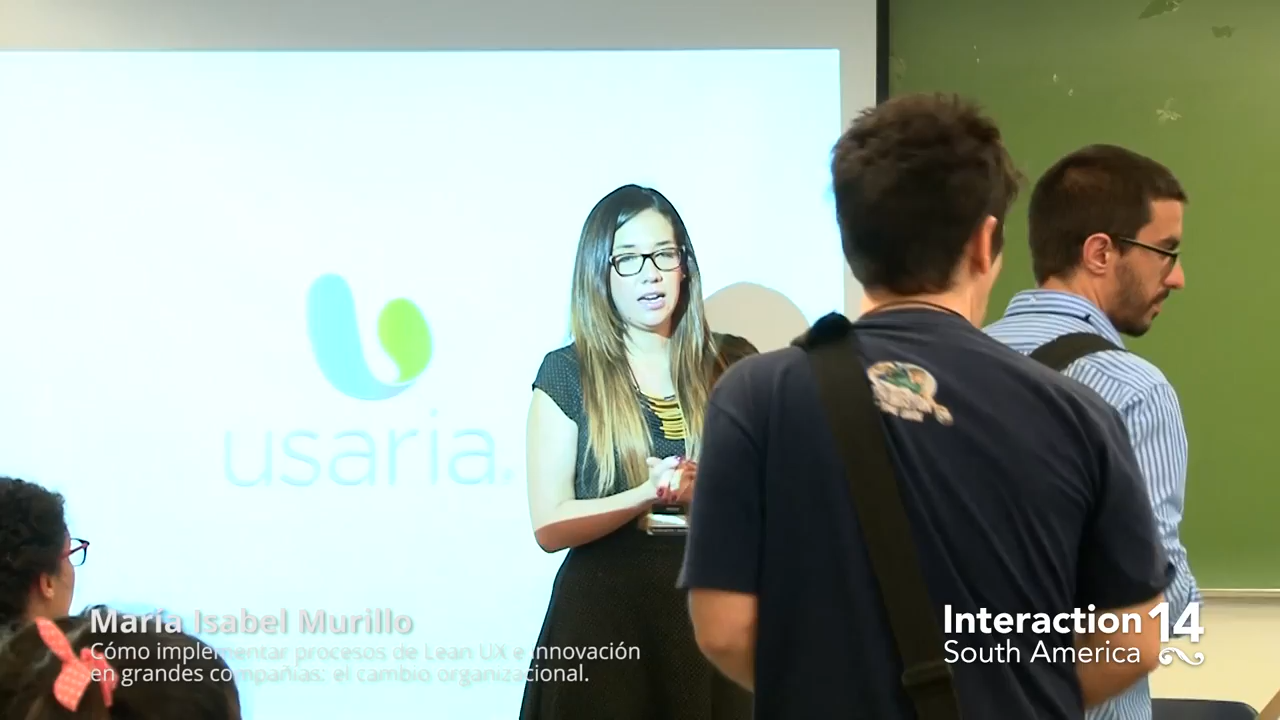 usaria.
María Isabel Murillo
Cómo implementar procesos de Lean UX e innovación
en grandes compañías: el cambio organizacional.
Interaction 14
South America